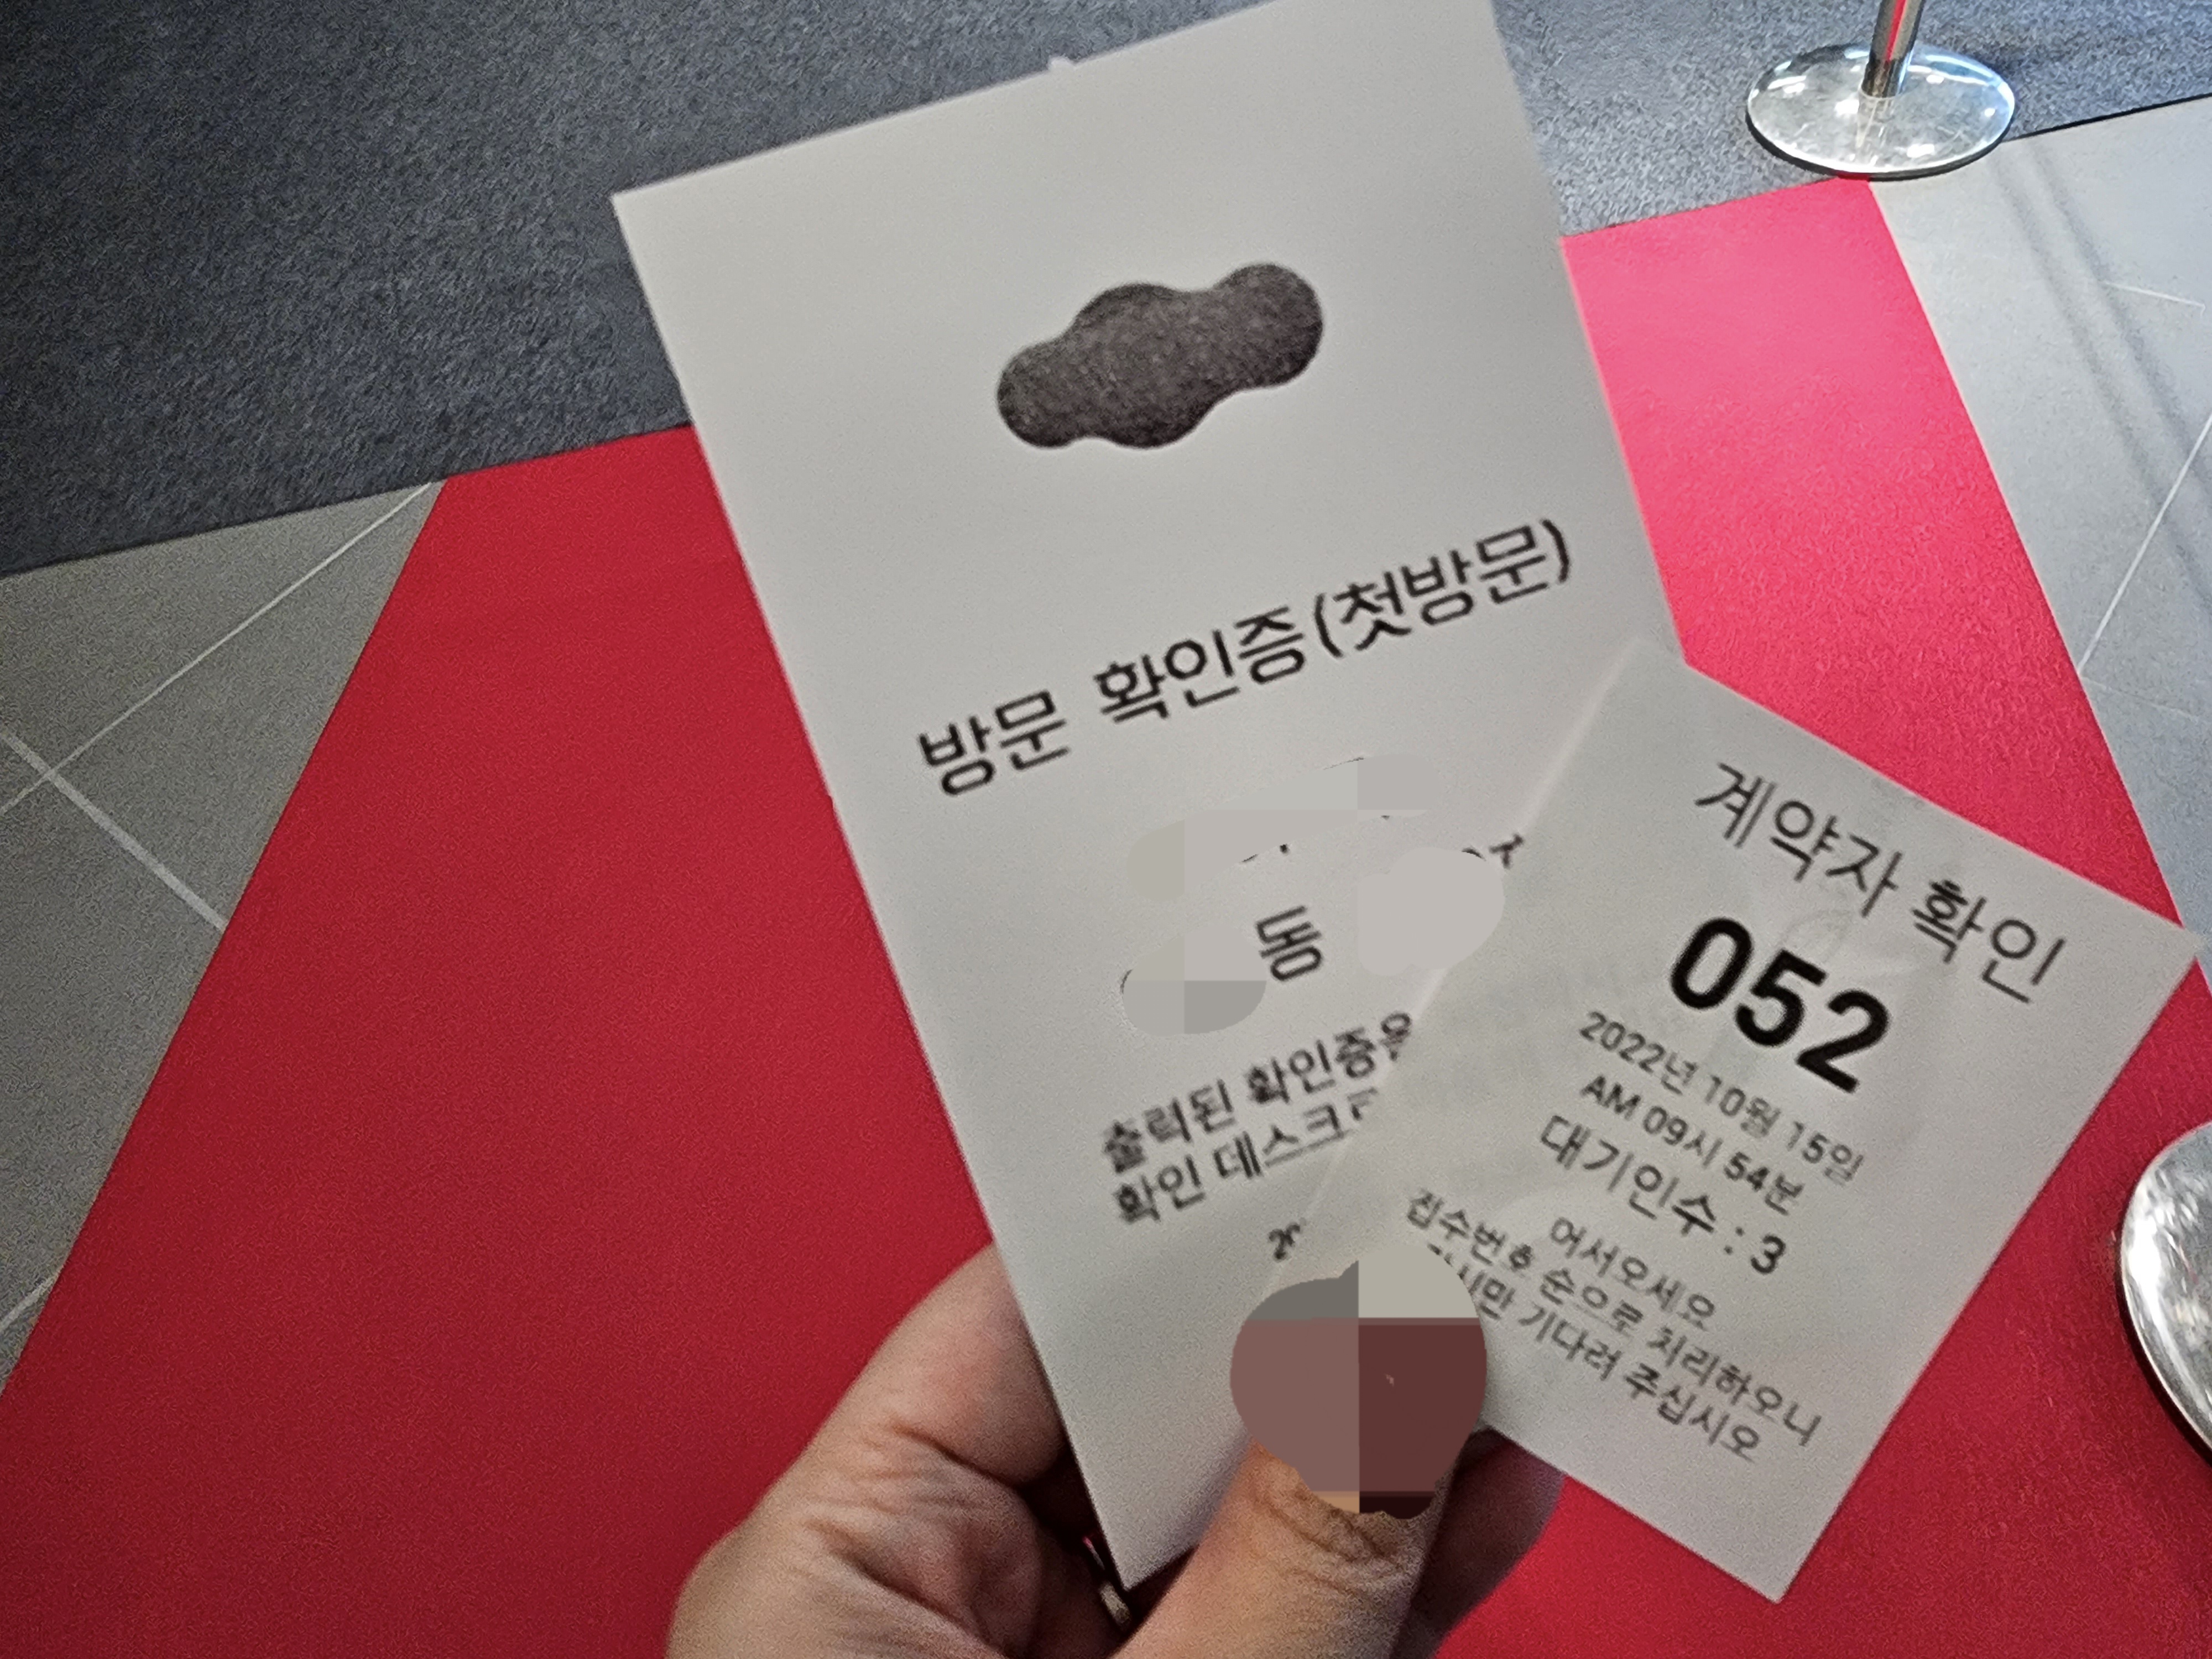 방문 확인증(첫방문)
동
출력된 확인증을
확인 데스크
계약자 확인
052
2022년 10월 15일
AM 09시 54분
대기인수 : 3
어서오세요
접수번호 순으로 처리하오니
기다려 주십시오